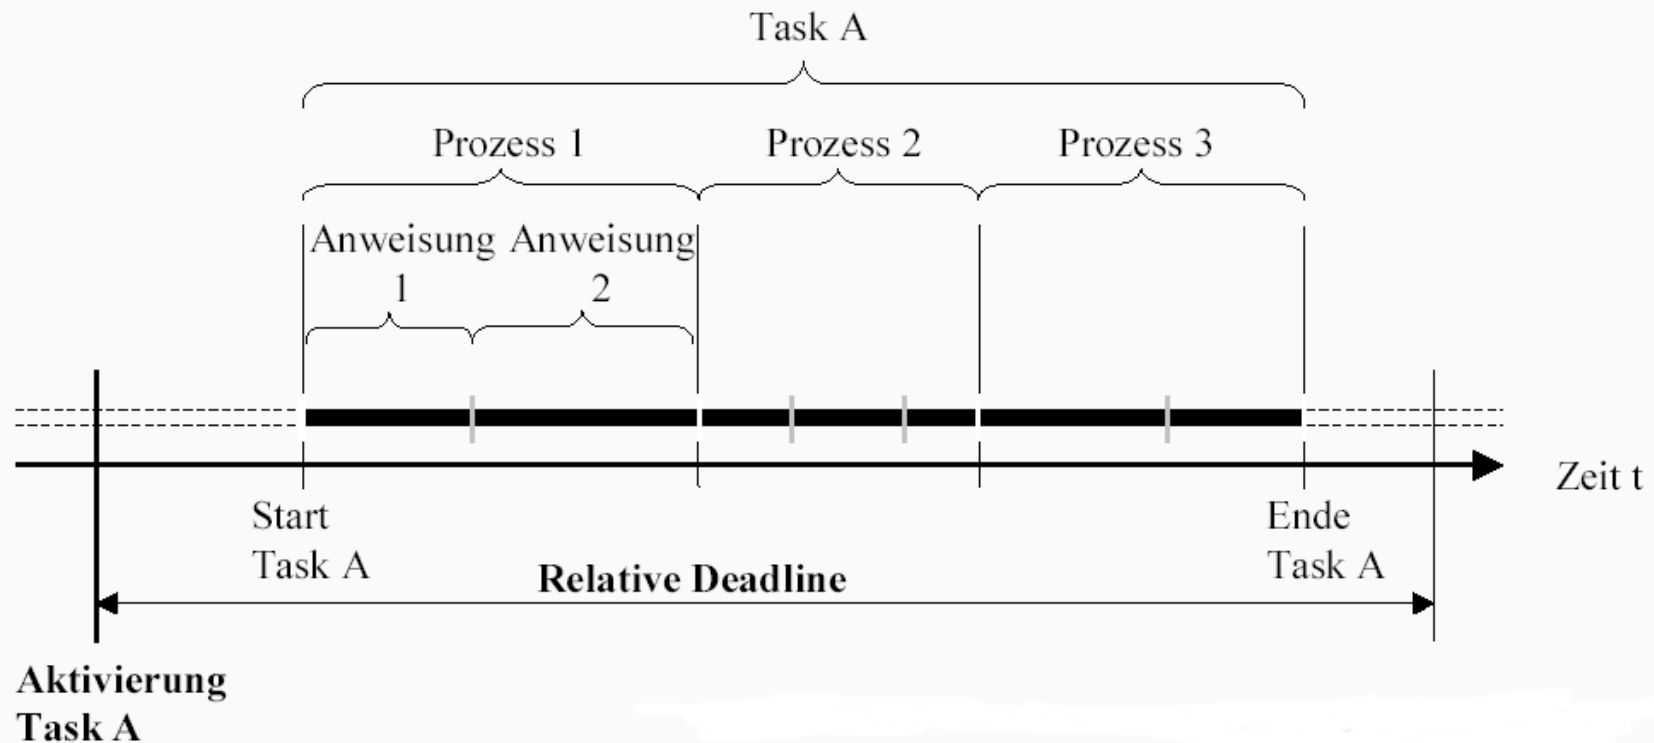 Task A
Prozess 1
Prozess 2
Prozess 3
Anweisung
1
Anweisung
2
Zeit t
Start
Task A
Ende
Task A
Relative Deadline
Aktivierung
Task A